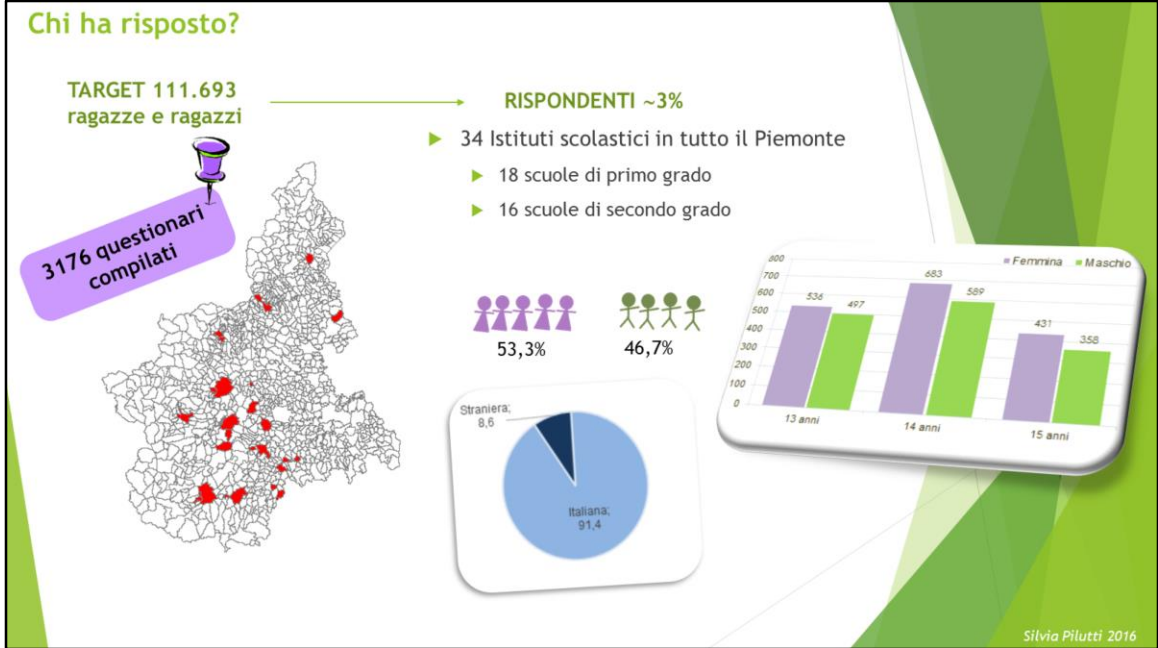 Chi ha risposto?
TARGET 111.693
ragazze e ragazzi
3176 questionari
compilati
RISPONDENTI ~3%
34 Istituti scolastici in tutto il Piemonte
18 scuole di primo grado
16 scuole di secondo grado
53,3%
46,7%
Straniera;
8,6
Italiana;
91,4
Femmina Maschio
800
700
600
500
400
300
200
100
0
536 497 683 589 431 358
13 anni 14 anni 15 anni
Silvia Pilutti 2016